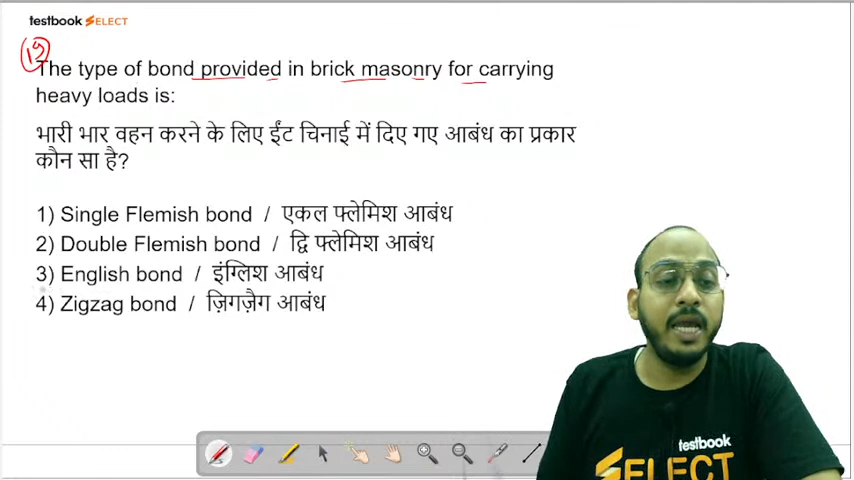 testbook SELECT
19
The type of bond provided in brick masonry for carrying
heavy loads is:
भारी भार वहन करने के लिए ईंट चिनाई में दिए गए आबंध का प्रकार
कौन सा है?
1) Single Flemish bond / एकल फ्लेमिश आबंध
2) Double Flemish bond / द्वि फ्लेमिश आबंध
3) English bond / इंग्लिश आबंध
4) Zigzag bond / ज़िगज़ैग आबंध
testbook
SELECT